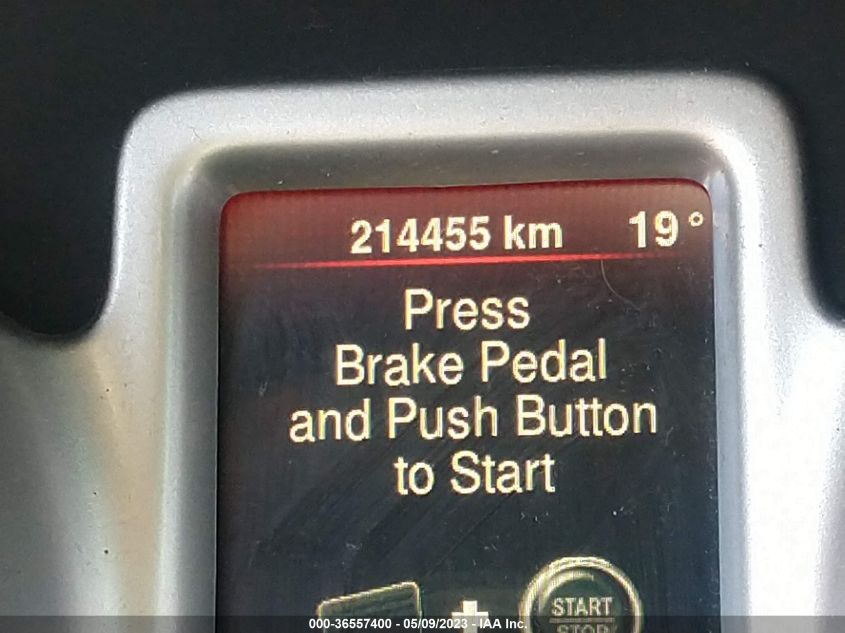 214455 km 19°
Press
Brake Pedal
and Push Button
to Start
START
STOP
000-36557400 - 05/09/2023 - IAA Inc.